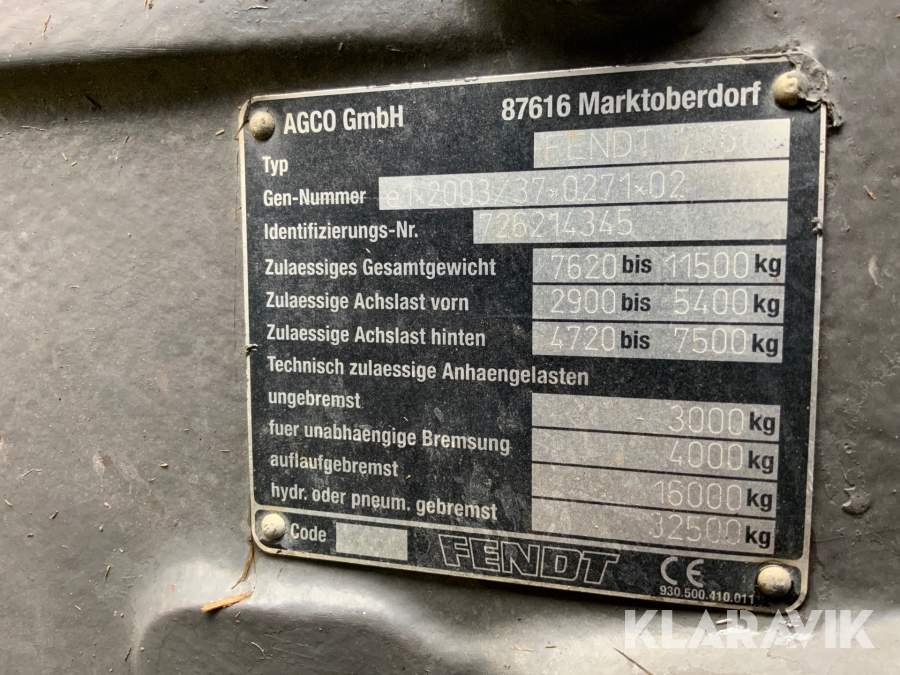 AGCO GmbH 87616 Marktoberdorf
Typ FENDT
Gen-Nummer e1*2003/37*0271*02
Identifizierungs-Nr. 726214345
Zulaessiges Gesamtgewicht 7620 bis 11500 kg
Zulaessige Achslast vorn 2900 bis 5400 kg
Zulaessige Achslast hinten 4720 bis 7500 kg
Technisch zulaessige Anhaengelasten
ungebremst 3000 kg
fuer unabhaengige Bremsung 4000 kg
auflaufgebremst 16000 kg
hydr. oder pneum. gebremst 32500 kg
Code FENDT CE
930.500.410.011
KLARAVIK